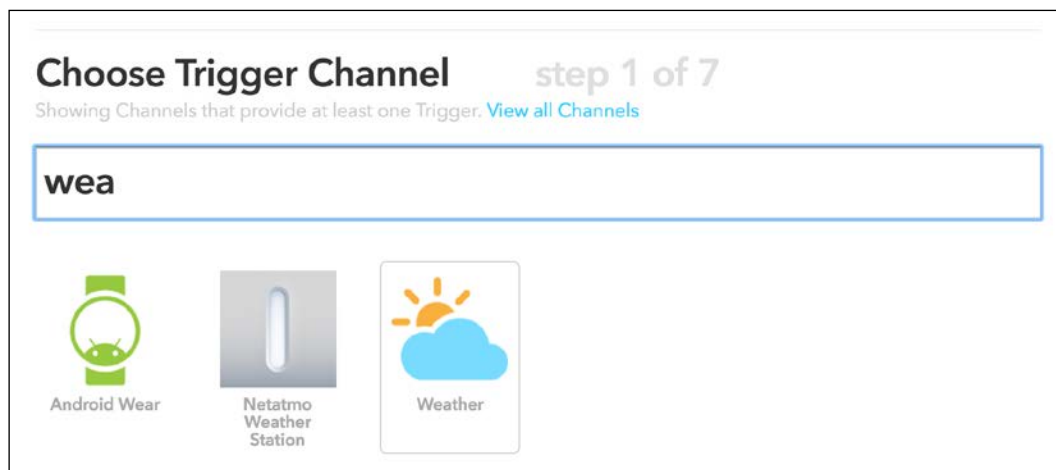 Choose Trigger Channel step 1 of 7
Showing Channels that provide at least one Trigger. View all Channels
wea
Android Wear
Netatmo
Weather
Station
Weather